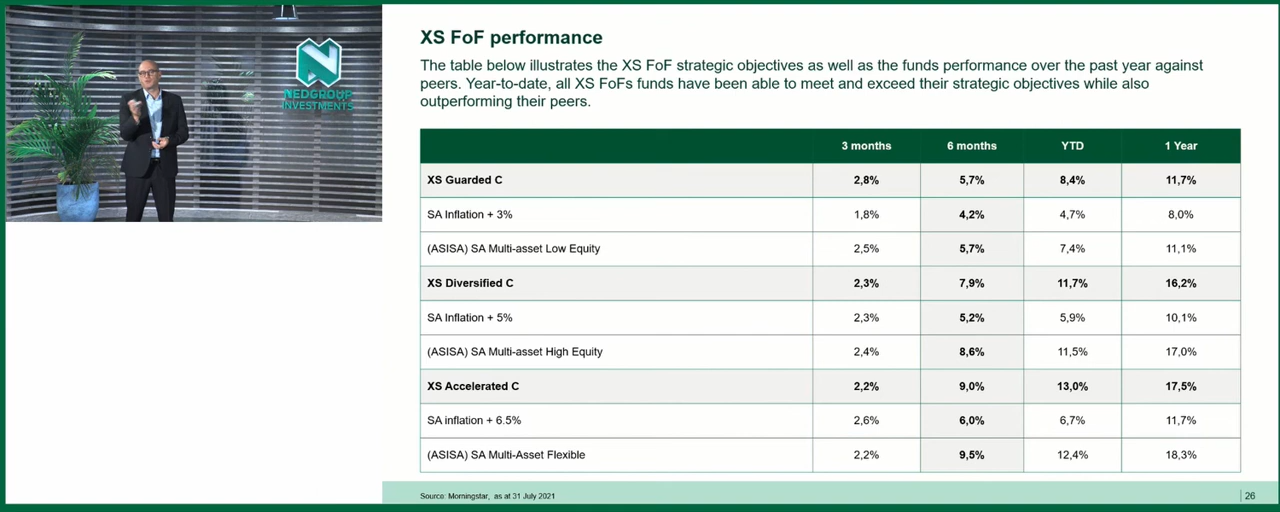 NEDGROUP
INVESTMENTS
XS FoF performance
The table below illustrates the XS FoF strategic objectives as well as the funds performance over the past year against
peers. Year-to-date, all XS FoFs funds have been able to meet and exceed their strategic objectives while also
outperforming their peers.
3 months 6 months YTD 1 Year
XS Guarded C 2,8% 5,7% 8,4% 11,7%
SA Inflation + 3% 1,8% 4,2% 4,7% 8,0%
(ASISA) SA Multi-asset Low Equity 2,5% 5,7% 7,4% 11,1%
XS Diversified C 2,3% 7,9% 11,7% 16,2%
SA Inflation + 5% 2,3% 5,2% 5,9% 10,1%
(ASISA) SA Multi-asset High Equity 2,4% 8,6% 11,5% 17,0%
XS Accelerated C 2,2% 9,0% 13,0% 17,5%
SA inflation + 6.5% 2,6% 6,0% 6,7% 11,7%
(ASISA) SA Multi-Asset Flexible 2,2% 9,5% 12,4% 18,3%
Source: Morningstar, as at 31 July 2021
26